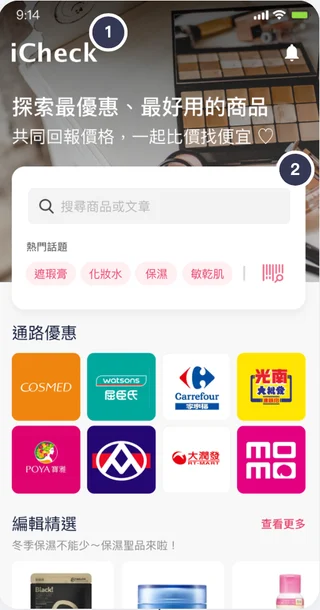 9:14
iCheck
1
探索最優惠、最好用的商品
共同回報價格，一起比價找便宜 ♡
2
搜尋商品或文章
熱門話題
遮瑕膏 化妝水 保濕 敏乾肌
通路優惠
COSMED
watsons
屈臣氏
Carrefour
家樂福
光南
大批發
POYA 寶雅
大潤發
RT-MART
momo
編輯精選
查看更多
冬季保濕不能少～保濕聖品來啦！
Black!